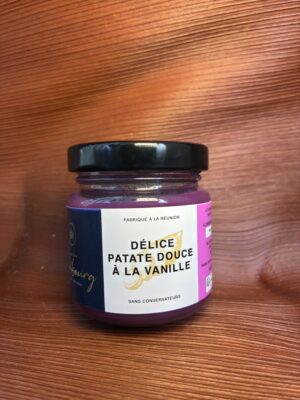 FABRIQUÉ À LA RÉUNION
DÉLICE
PATATE DOUCE
À LA VANILLE
SANS CONSERVATEURS